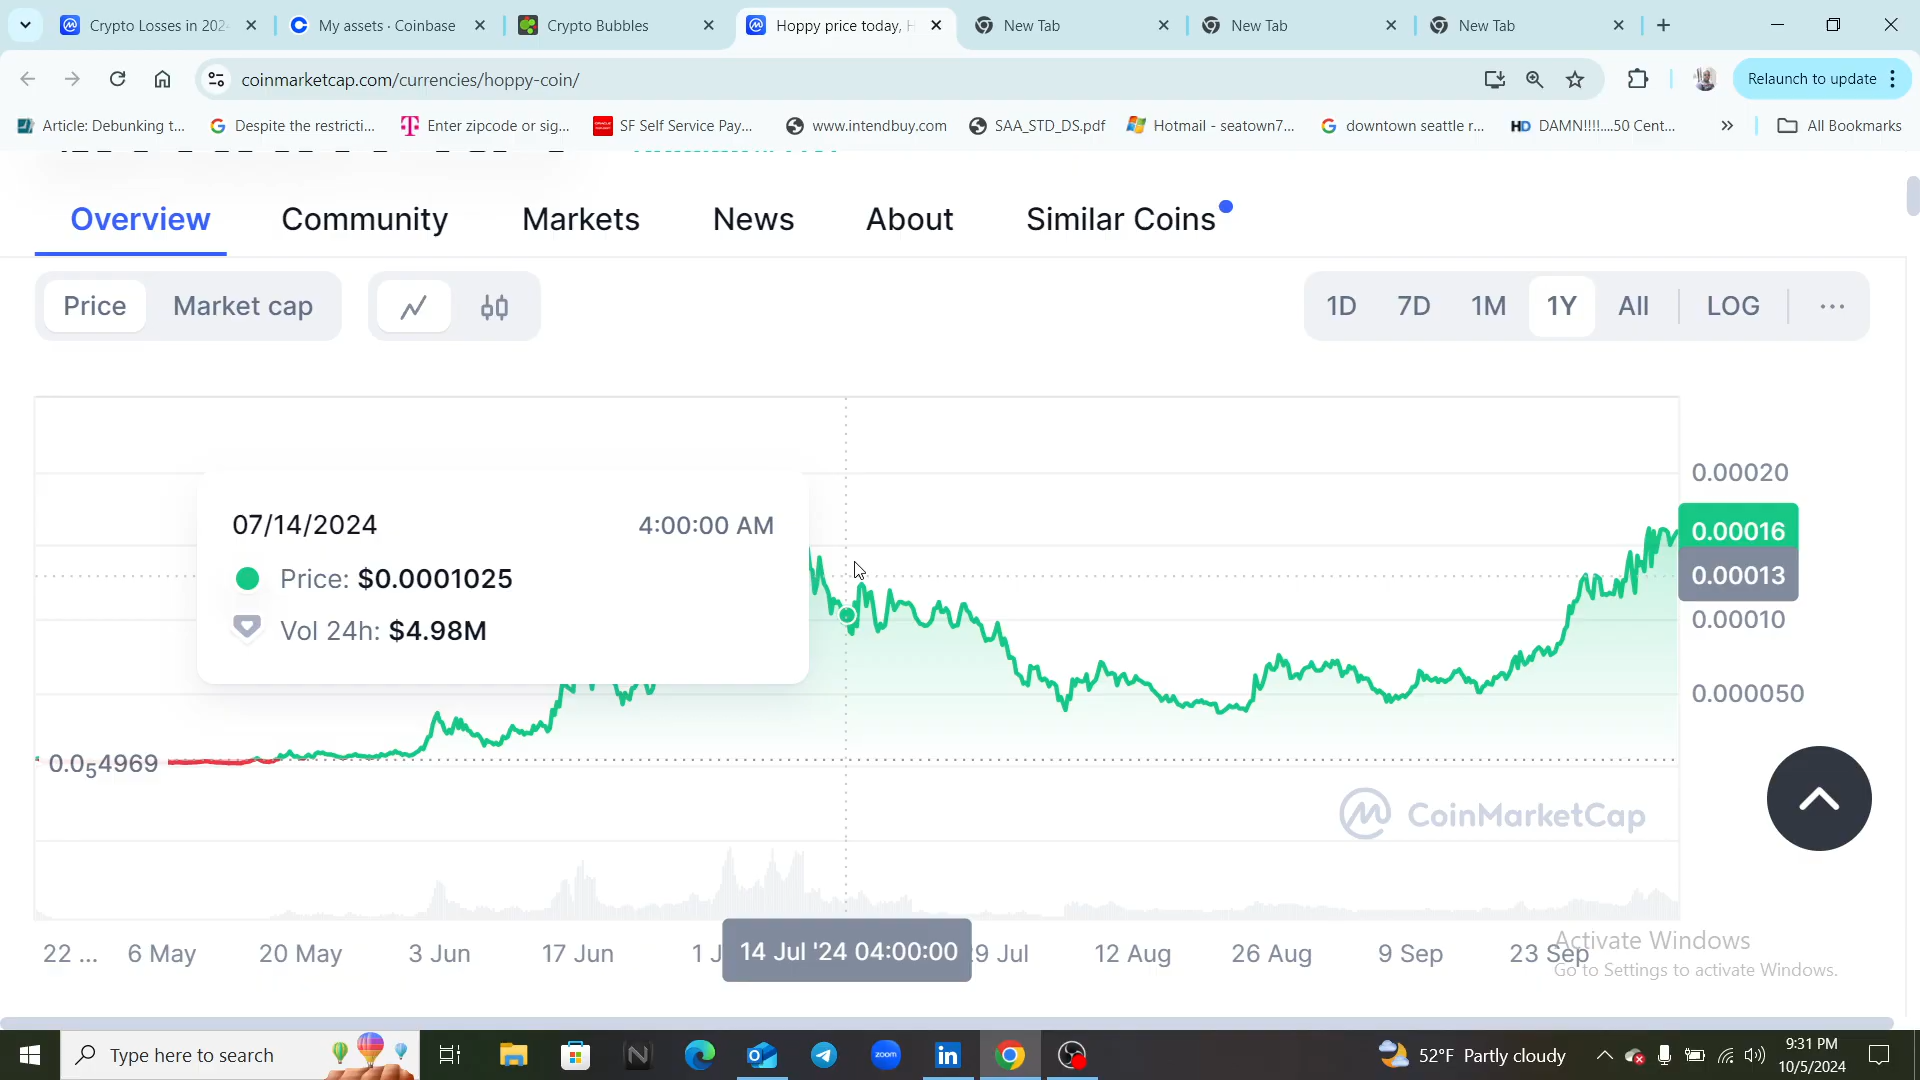 Crypto Losses in 202
My assets · Coinbase
Crypto Bubbles
Hoppy price today, H
New Tab
New Tab
New Tab
coinmarketcap.com/currencies/hoppy-coin/
Relaunch to update
Article: Debunking t...
Despite the restricti...
Enter zipcode or sig...
SF Self Service Pay...
www.intendbuy.com
SAA_STD_DS.pdf
Hotmail - seatown7...
downtown seattle r...
HD DAMN!!!!....50 Cent...
All Bookmarks
Overview
Community
Markets
News
About
Similar Coins
Price
Market cap
1D
7D
1M
1Y
All
LOG
0.00020
07/14/2024
4:00:00 AM
0.00016
Price: $0.0001025
0.00013
0.00010
Vol 24h: $4.98M
0.000050
0.0₅4969
CoinMarketCap
22 ...
6 May
20 May
3 Jun
17 Jun
14 Jul '24 04:00:00
12 Aug
26 Aug
9 Sep
23 Sep
Activate Windows
Go to Settings to activate Windows.
Type here to search
zoom
52°F Partly cloudy
9:31 PM
10/5/2024